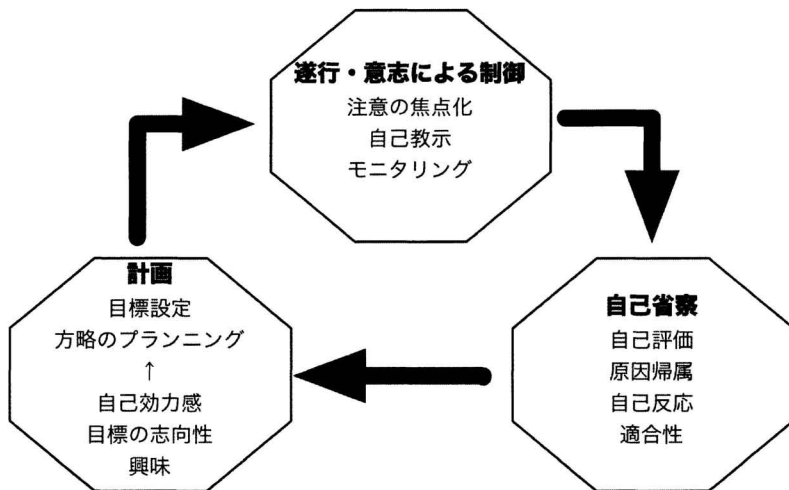 遂行・意志による制御
注意の焦点化
自己教示
モニタリング
計画
目標設定
方略のプランニング
↑
自己効力感
目標の志向性
興味
自己省察
自己評価
原因帰属
自己反応
適合性